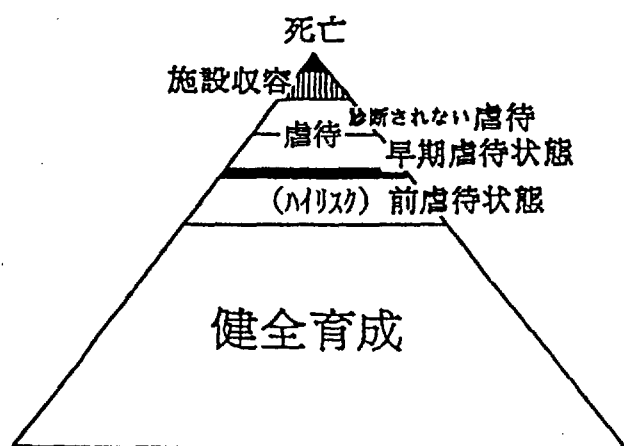 死亡
施設収容
診断されない虐待
虐待
早期虐待状態
(ハイリスク) 前虐待状態
健全育成